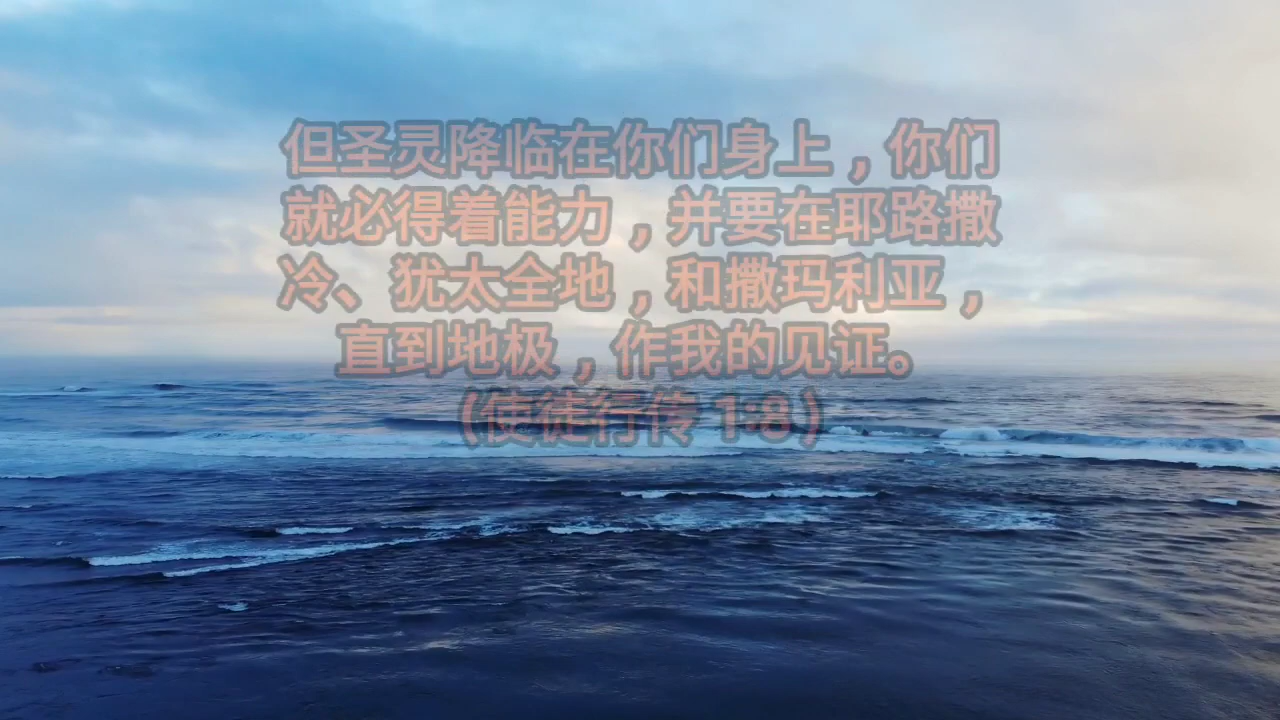 但圣灵降临在你们身上，你们
就必得着能力，并要在耶路撒
冷、犹太全地，和撒玛利亚，
直到地极，作我的见证。
(使徒行传 1:8）